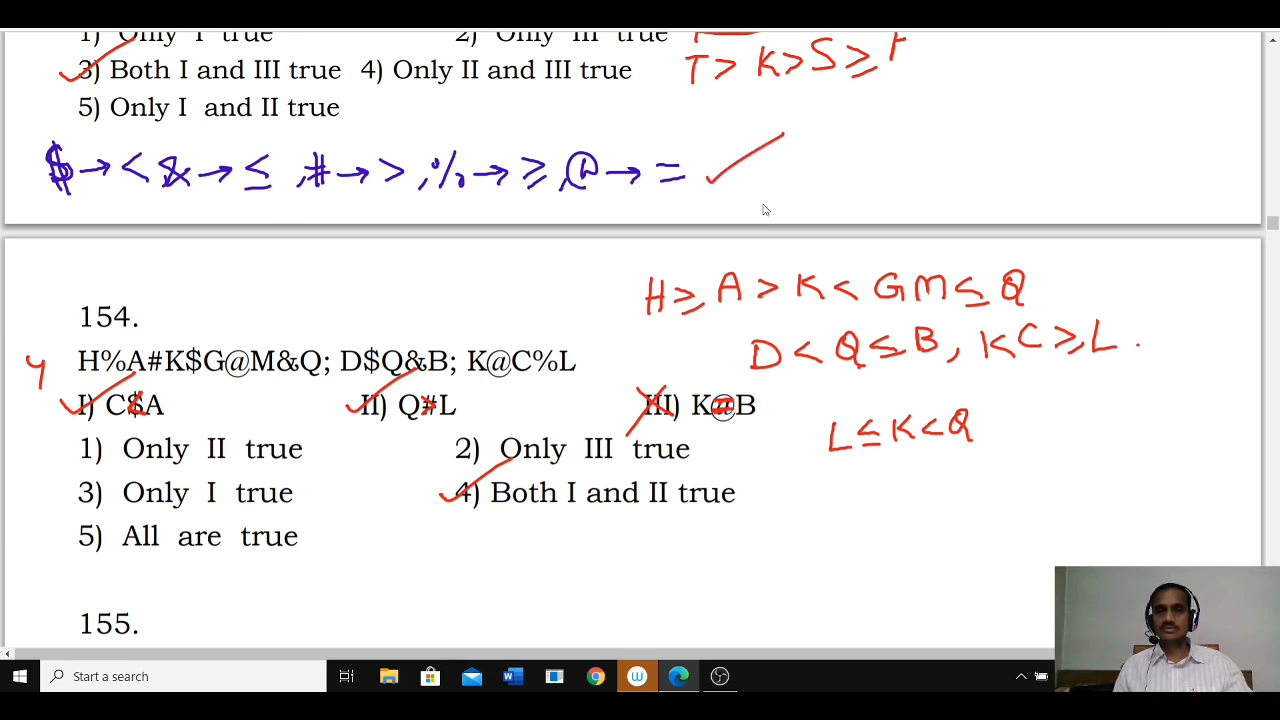 1) Only I true 2) Only III true
3) Both I and III true 4) Only II and III true
T > K > S ≥ F
5) Only I and II true
$ → < & → ≤ , # → > , % → ≥ , @ → =
154.
H ≥ A > K < G M ≤ Q
D < Q ≤ B , K C ≥ L .
4 H%A#K$G@M&Q; D$Q&B; K@C%L
I) C$A II) Q#L III) K@B
< > =
L ≤ K < Q
1) Only II true 2) Only III true
3) Only I true 4) Both I and II true
5) All are true
155.
Start a search